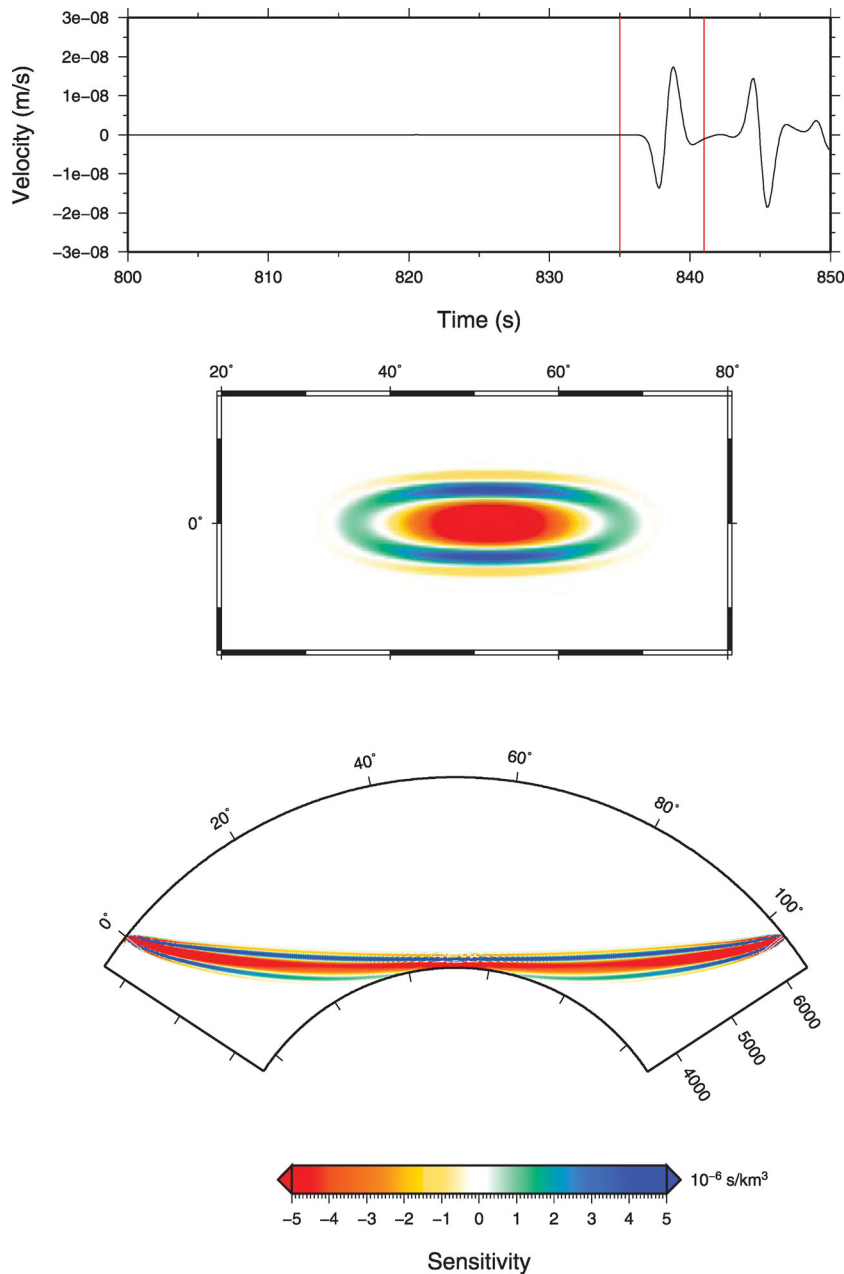 3e−08
2e−08
1e−08
0
−1e−08
−2e−08
−3e−08
Velocity (m/s)
800 810 820 830 840 850
Time (s)
20˚ 40˚ 60˚ 80˚
0˚
0˚ 20˚ 40˚ 60˚ 80˚ 100˚
6000
5000
4000
−5 −4 −3 −2 −1 0 1 2 3 4 5
10⁻⁶ s/km³
Sensitivity